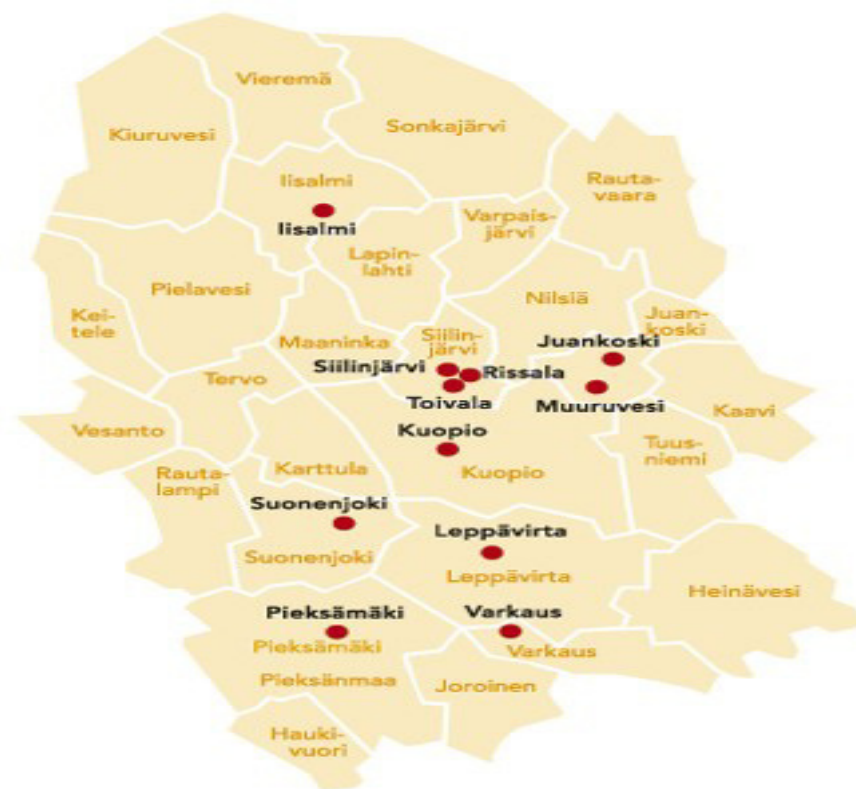 Vieremä
Kiuruvesi
Sonkajärvi
Iisalmi
Rauta-
vaara
Iisalmi
Varpais-
järvi
Lapin-
lahti
Pielavesi
Nilsiä
Kei-
tele
Juan-
koski
Maaninka
Siilin-
järvi
Juankoski
Siilinjärvi
Rissala
Tervo
Toivala
Muuruvesi
Kaavi
Vesanto
Kuopio
Tuus-
niemi
Rauta-
lampi
Karttula
Kuopio
Suonenjoki
Leppävirta
Suonenjoki
Leppävirta
Heinävesi
Pieksämäki
Varkaus
Pieksämäki
Varkaus
Pieksänmaa
Joroinen
Hauki-
vuori